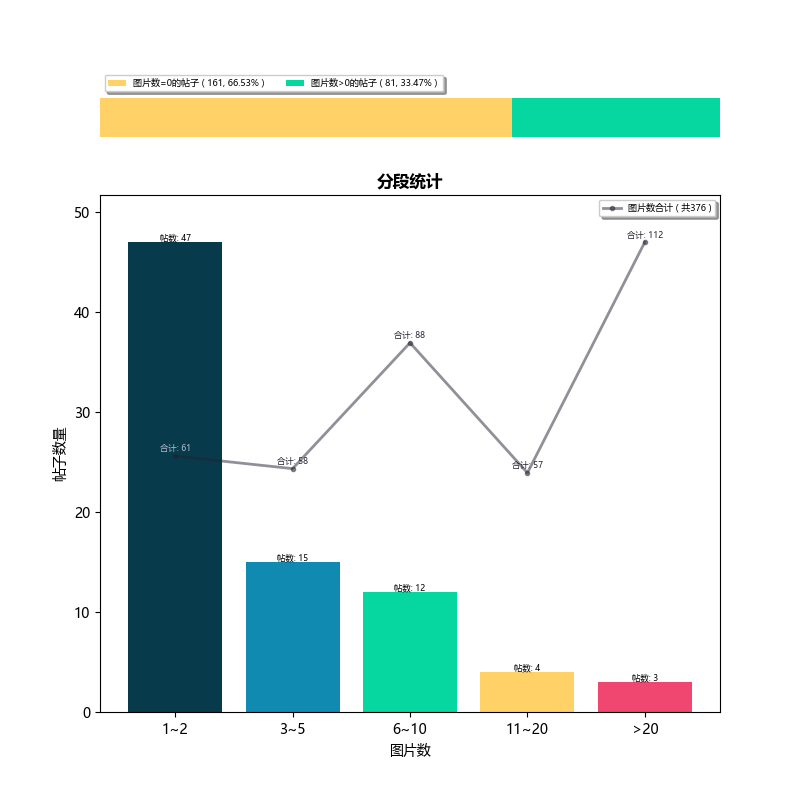 图片数=0的帖子 ( 161, 66.53% )
图片数>0的帖子 ( 81, 33.47% )
分段统计
图片数合计 ( 共376 )
50
40
30
20
10
0
帖子数量
帖数: 47
帖数: 15
帖数: 12
帖数: 4
帖数: 3
合计: 61
合计: 58
合计: 88
合计: 57
合计: 112
1~2
3~5
6~10
11~20
>20
图片数